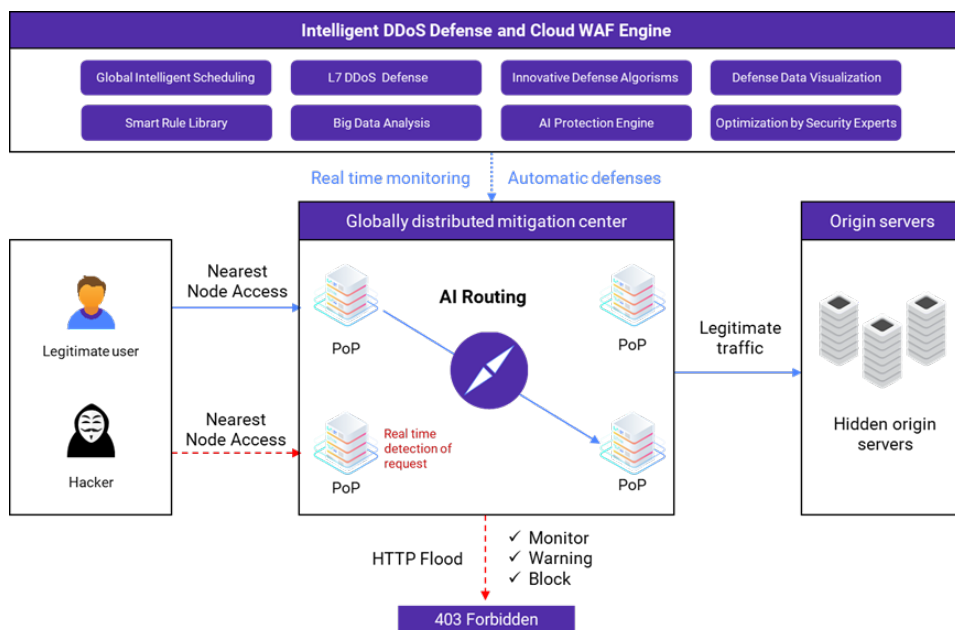 Intelligent DDoS Defense and Cloud WAF Engine
Global Intelligent Scheduling
L7 DDoS Defense
Innovative Defense Algorisms
Defense Data Visualization
Smart Rule Library
Big Data Analysis
AI Protection Engine
Optimization by Security Experts
Real time monitoring
Automatic defenses
Globally distributed mitigation center
Origin servers
Legitimate user
Nearest
Node Access
PoP
AI Routing
PoP
Legitimate
traffic
Hidden origin
servers
Hacker
Nearest
Node Access
PoP
Real time
detection of
request
PoP
HTTP Flood
✓ Monitor
✓ Warning
✓ Block
403 Forbidden